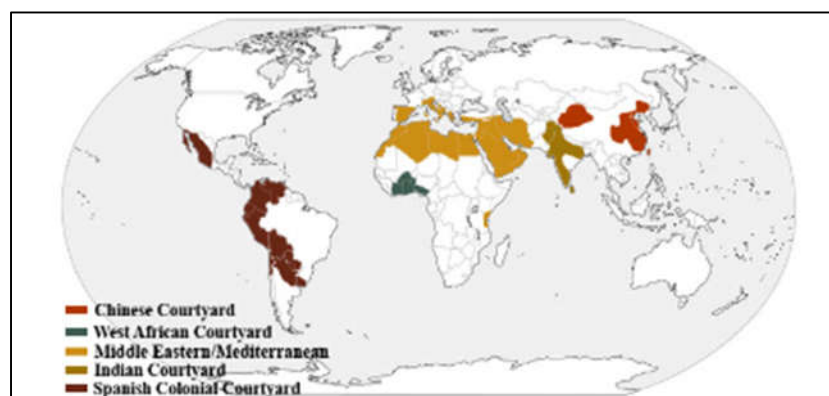 Chinese Courtyard
West African Courtyard
Middle Eastern/Mediterranean
Indian Courtyard
Spanish Colonial Courtyard